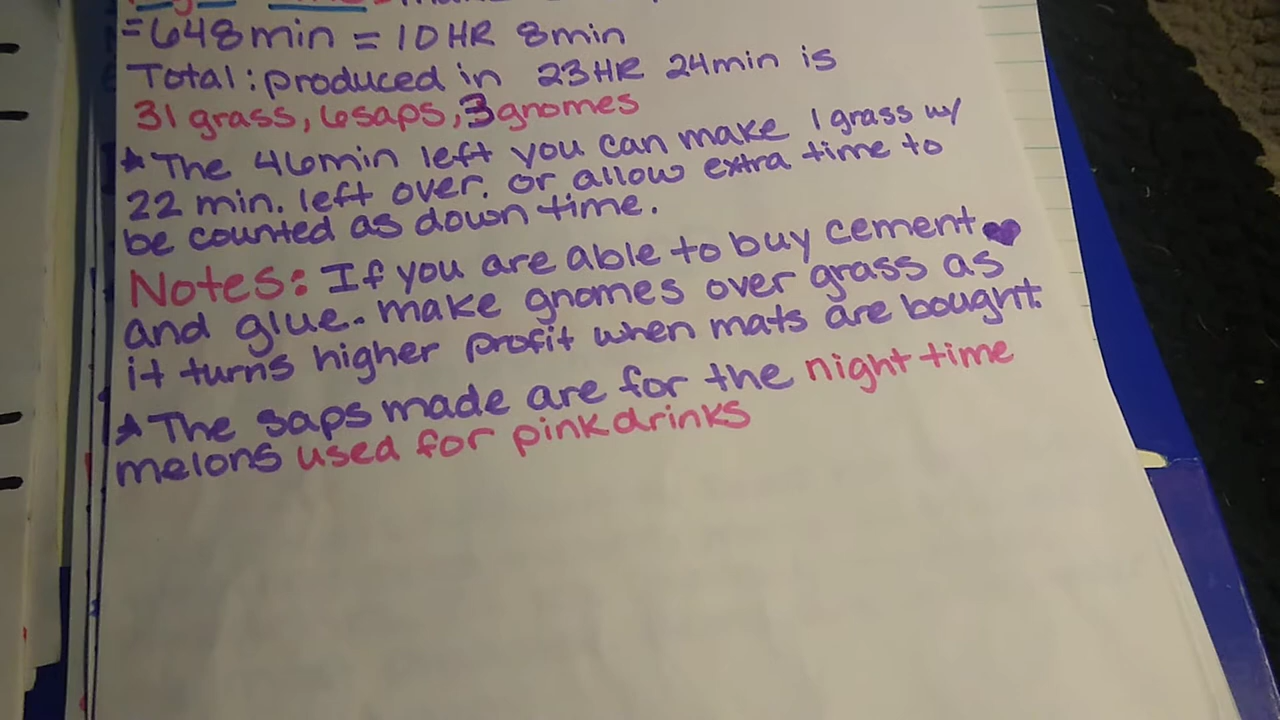 =648min = 10HR 8min
Total: produced in 23HR 24min is
31 grass, 6saps, 3gnomes
*The 46min left you can make 1 grass w/
22 min. left over. or allow extra time to
be counted as down time.
Notes: If you are able to buy cement
and glue.. make gnomes over grass as
it turns higher profit when mats are bought.
*The saps made are for the night time
melons used for pink drinks